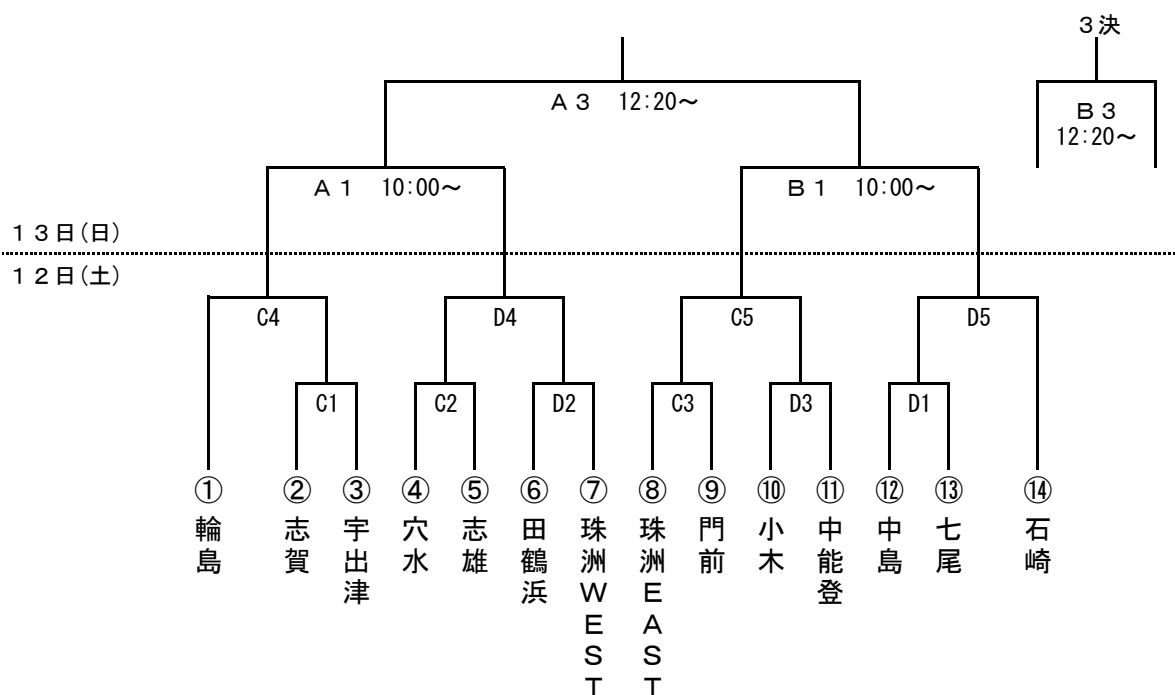 3決
A3 12:20～
B3
12:20～
A1 10:00～
B1 10:00～
13日(日)
12日(土)
C4
D4
C5
D5
C1
C2
D2
C3
D3
D1
①
②
③
④
⑤
⑥
⑦
⑧
⑨
⑩
⑪
⑫
⑬
⑭
輪島
志賀
宇出津
穴水
志雄
田鶴浜
珠洲WEST
珠洲EAST
門前
小木
中能登
中島
七尾
石崎